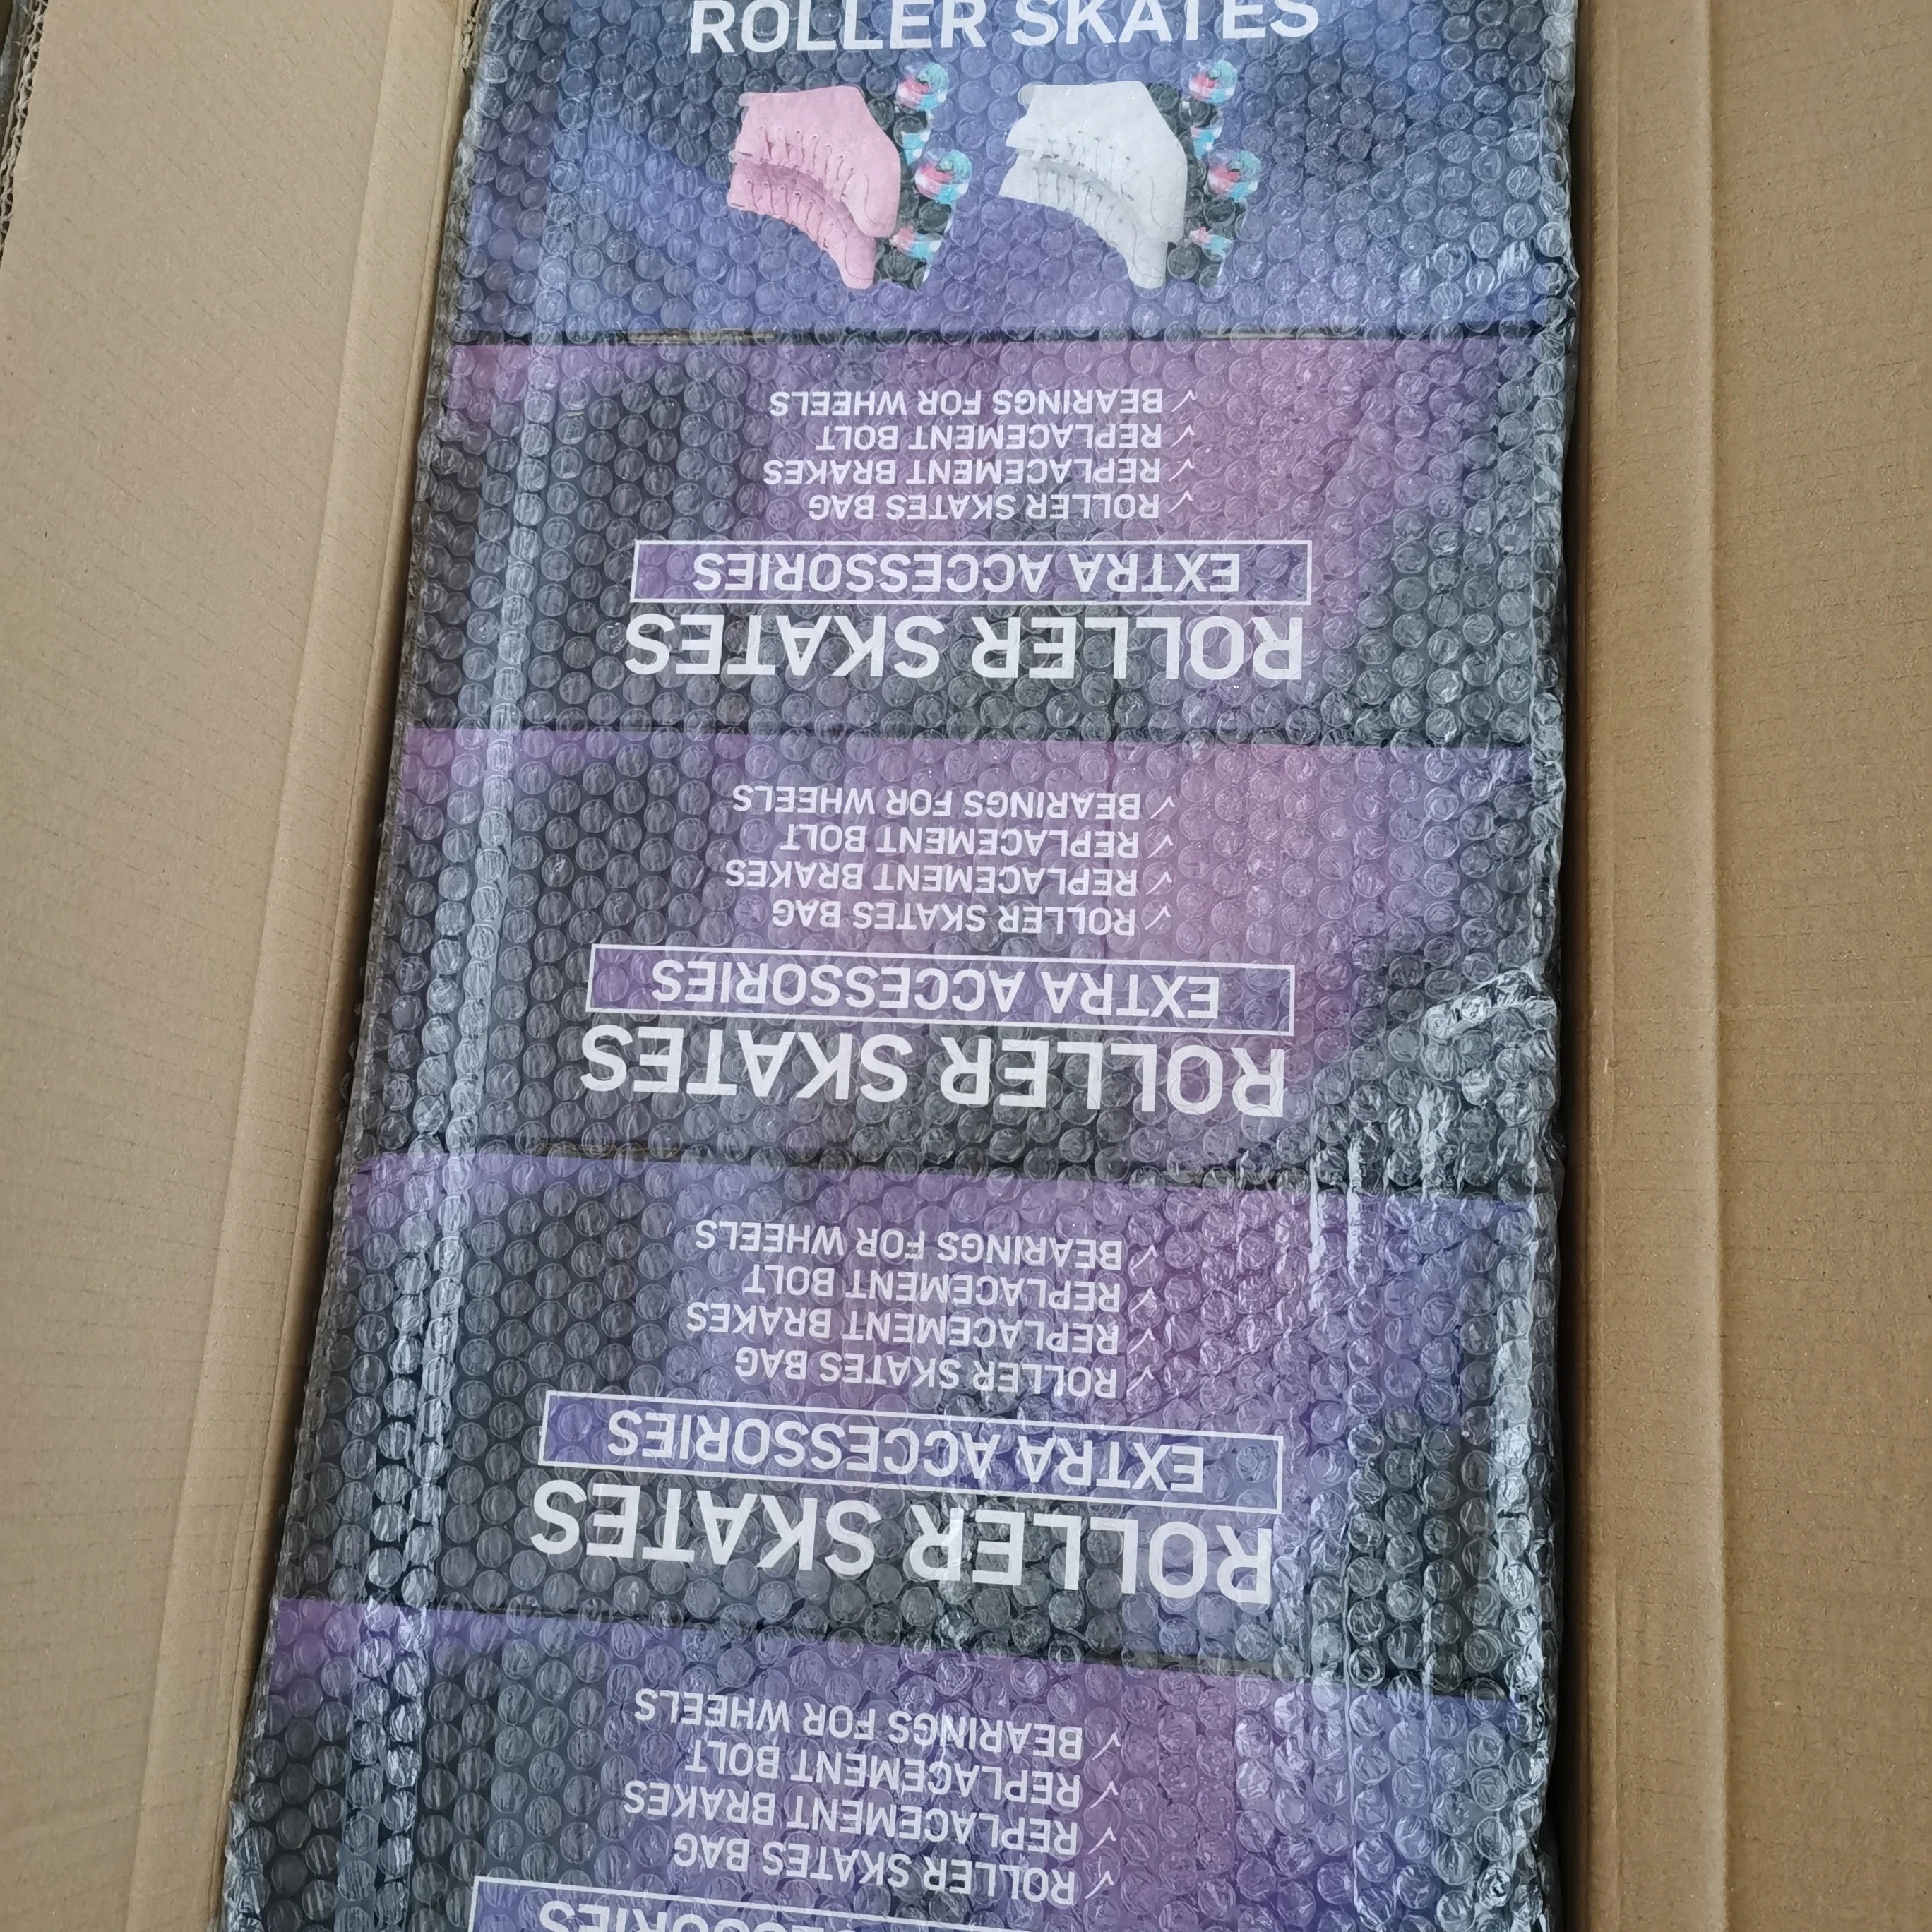 ROLLER SKATES
ROLLER SKATES
EXTRA ACCESSORIES
✓ ROLLER SKATES BAG
✓ REPLACEMENT BRAKES
✓ REPLACEMENT BOLT
✓ BEARINGS FOR WHEELS
ROLLER SKATES
EXTRA ACCESSORIES
✓ ROLLER SKATES BAG
✓ REPLACEMENT BRAKES
✓ REPLACEMENT BOLT
✓ BEARINGS FOR WHEELS
ROLLER SKATES
EXTRA ACCESSORIES
✓ ROLLER SKATES BAG
✓ REPLACEMENT BRAKES
✓ REPLACEMENT BOLT
✓ BEARINGS FOR WHEELS
✓ ROLLER SKATES BAG
✓ REPLACEMENT BRAKES
✓ REPLACEMENT BOLT
✓ BEARINGS FOR WHEELS